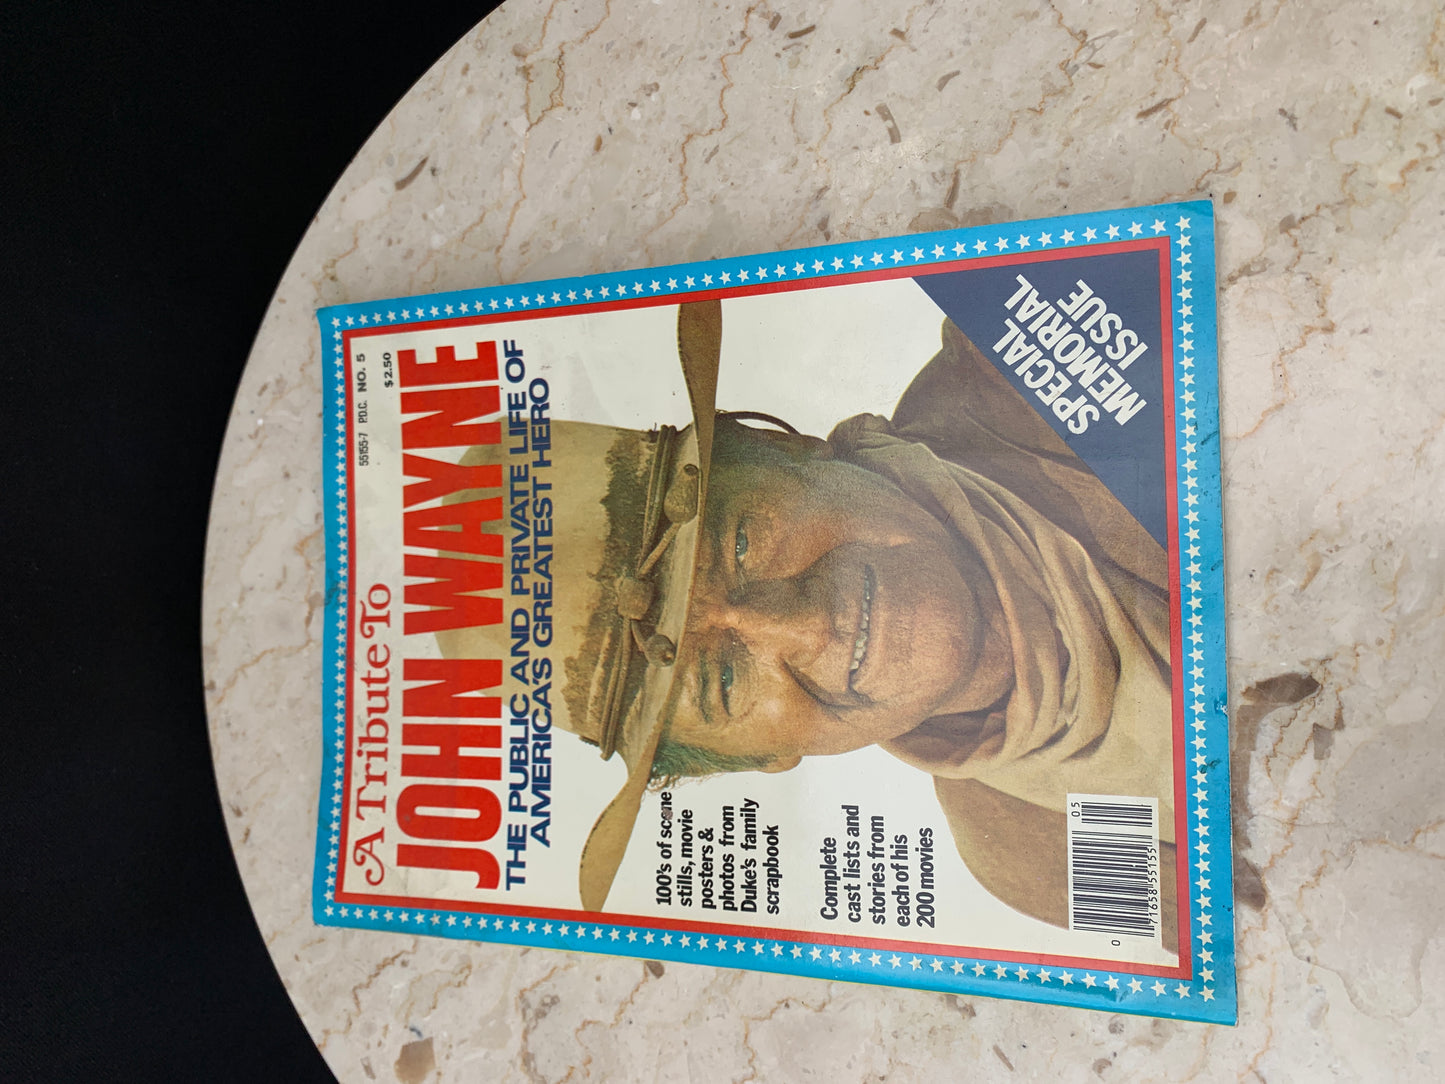 55155-7 P.D.C. NO. 5
$2.50
A Tribute To
JOHN WAYNE
THE PUBLIC AND PRIVATE LIFE OF
AMERICA'S GREATEST HERO
100's of scene
stills, movie
posters &
photos from
Duke's family
scrapbook
Complete
cast lists and
stories from
each of his
200 movies
SPECIAL
MEMORIAL
ISSUE
05
0 71658 55155